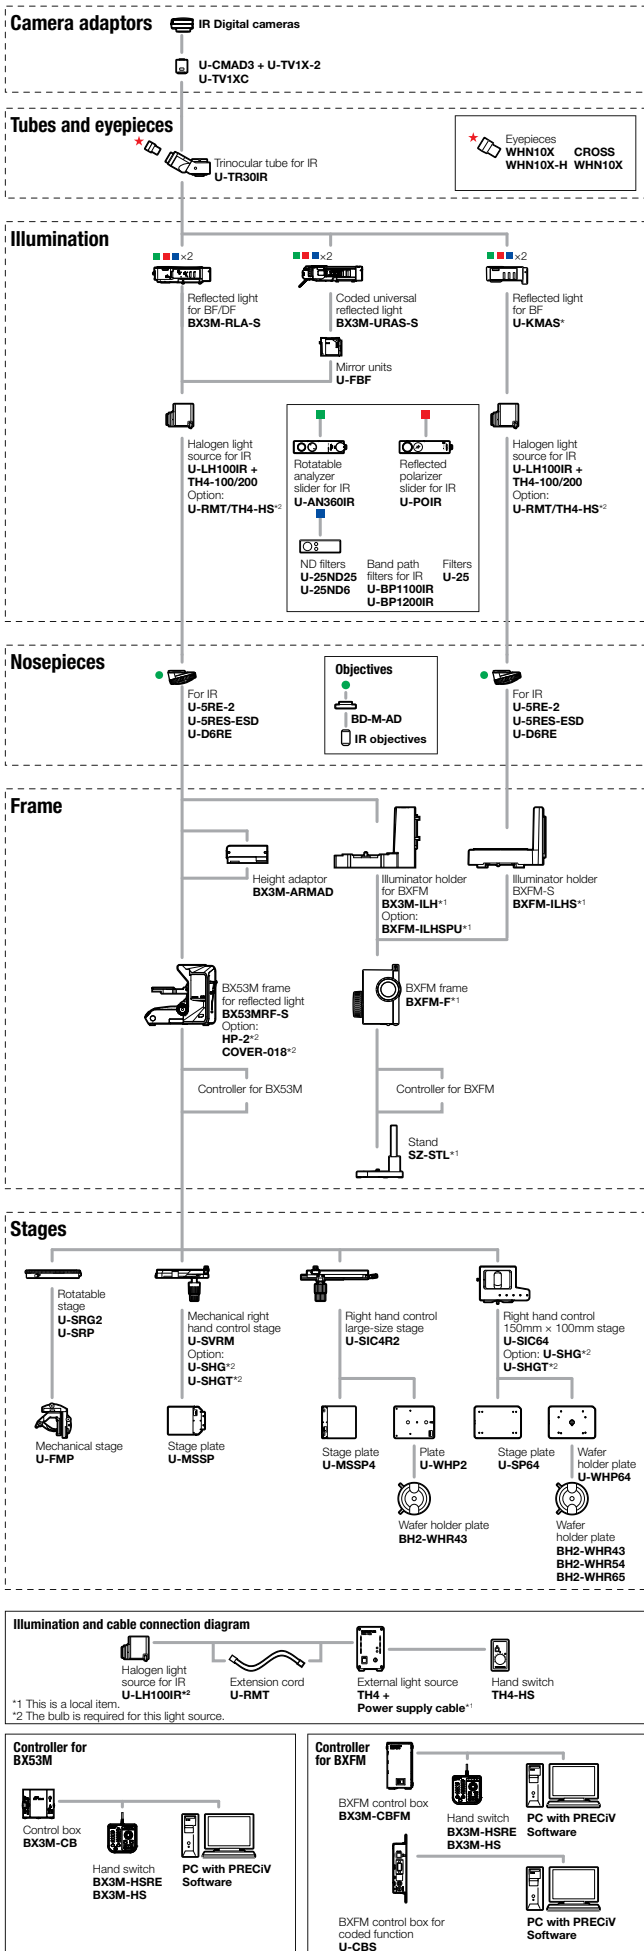 Camera adaptors
IR Digital cameras
U-CMAD3 + U-TV1X-2
U-TV1XC
Tubes and eyepieces
Trinocular tube for IR
U-TR30IR
Eyepieces
WHN10X CROSS
WHN10X-H WHN10X
Illumination
×2
Reflected light
for BF/DF
BX3M-RLA-S
×2
Coded universal
reflected light
BX3M-URAS-S
×2
Reflected light
for BF
U-KMAS*
Mirror units
U-FBF
Halogen light
source for IR
U-LH100IR +
TH4-100/200
Option:
U-RMT/TH4-HS*2
Rotatable
analyzer
slider for IR
U-AN360IR
Reflected
polarizer
slider for IR
U-POIR
ND filters
U-25ND25
U-25ND6
Band path
filters for IR
U-BP1100IR
U-BP1200IR
Filters
U-25
Halogen light
source for IR
U-LH100IR +
TH4-100/200
Option:
U-RMT/TH4-HS*2
Nosepieces
For IR
U-5RE-2
U-5RES-ESD
U-D6RE
Objectives
BD-M-AD
IR objectives
For IR
U-5RE-2
U-5RES-ESD
U-D6RE
Frame
Height adaptor
BX3M-ARMAD
Illuminator holder
for BXFM
BX3M-ILH*1
Option:
BXFM-ILHSPU*1
Illuminator holder
BXFM-S
BXFM-ILHS*1
BX53M frame
for reflected light
BX53MRF-S
Option:
HP-2*2
COVER-018*2
BXFM frame
BXFM-F*1
Controller for BX53M
Controller for BXFM
Stand
SZ-STL*1
Stages
Rotatable
stage
U-SRG2
U-SRP
Mechanical right
hand control stage
U-SVRM
Option:
U-SHG*2
U-SHGT*2
Right hand control
large-size stage
U-SIC4R2
Right hand control
150mm × 100mm stage
U-SIC64
Option: U-SHG*2
U-SHGT*2
Mechanical stage
U-FMP
Stage plate
U-MSSP
Stage plate
U-MSSP4
Plate
U-WHP2
Stage plate
U-SP64
Wafer
holder plate
U-WHP64
Wafer holder plate
BH2-WHR43
Wafer
holder plate
BH2-WHR43
BH2-WHR54
BH2-WHR65
Illumination and cable connection diagram
Halogen light
source for IR
U-LH100IR*2
Extension cord
U-RMT
External light source
TH4 +
Power supply cable*1
Hand switch
TH4-HS
*1 This is a local item.
*2 The bulb is required for this light source.
Controller for
BX53M
Control box
BX3M-CB
Hand switch
BX3M-HSRE
BX3M-HS
PC with PRECiV
Software
Controller
for BXFM
BXFM control box
BX3M-CBFM
Hand switch
BX3M-HSRE
BX3M-HS
PC with PRECiV
Software
BXFM control box for
coded function
U-CBS
PC with PRECiV
Software